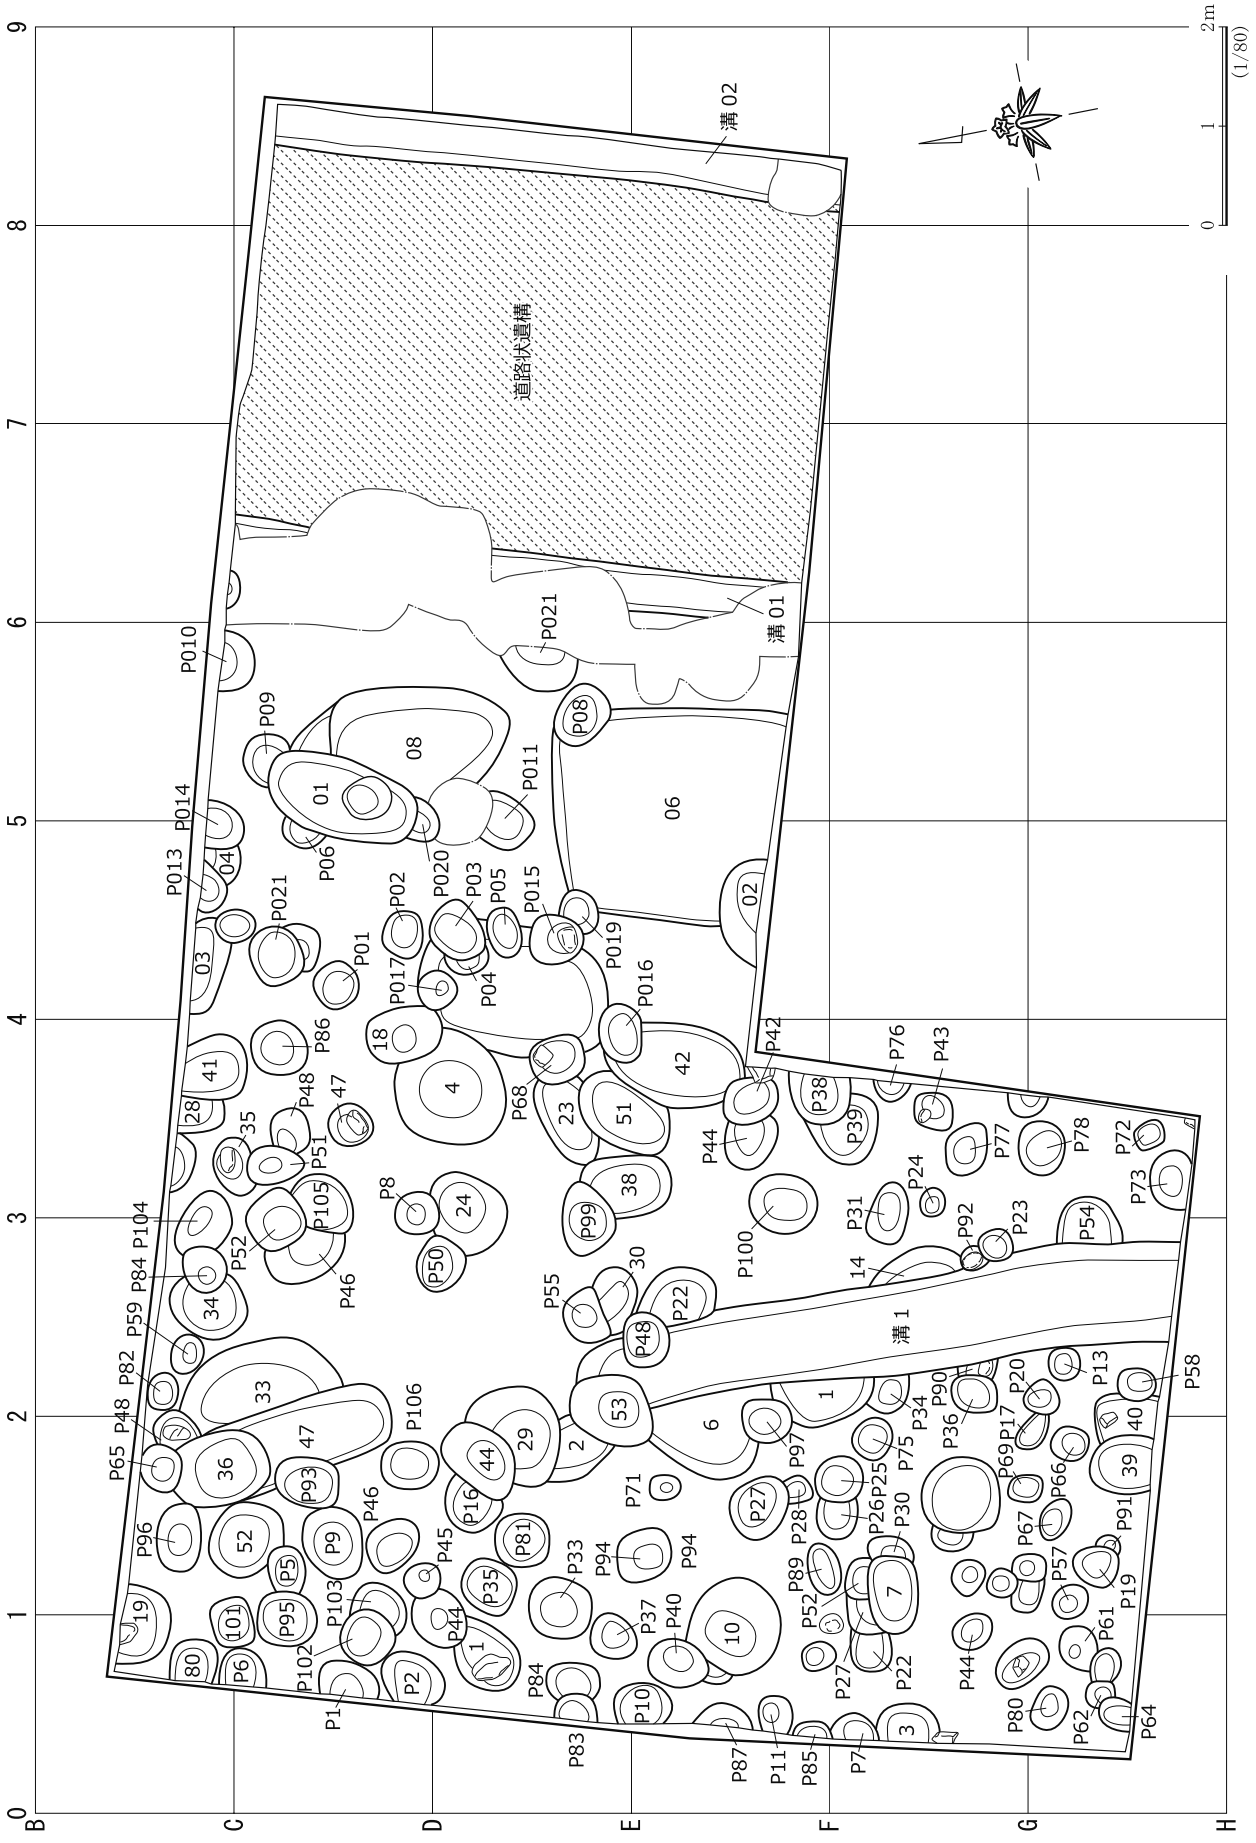 9
8
7
6
5
4
3
2
1
0
B
C
D
E
F
G
H
2m
1
0
(1/80)
溝 02
道路状遺構
溝 01
P010
P021
P09
P08
08
01
P014
P011
06
P06
04
P013
P020
P03
P05
P015
02
P02
P021
P019
03
P01
P017
P04
P016
18
P86
41
42
P42
P76
P43
P38
28
P48
47
4
P68
23
51
P39
35
P51
P44
P77
P78
P72
P105
P8
24
38
P99
P24
P31
P73
P104
P52
P46
P50
P100
P92
P23
P54
P84
34
P55
30
14
P22
P48
溝 1
P59
P82
33
P90
P20
P13
P58
P48
47
P106
53
1
P34
P36
P17
40
P65
36
29
2
6
P97
44
P75
P69
P66
39
P93
P16
P71
P27
P25
P28
P26
P96
52
P9
P46
P81
P33
P94
P94
P30
P67
P91
P5
P45
P35
P89
7
P57
P19
19
101
P95
P103
P37
P40
P52
P44
1
10
P61
80
P6
P102
P84
P27
P22
P44
P1
P2
P10
P80
P62
P64
P83
P87
P11
P85
P7
3